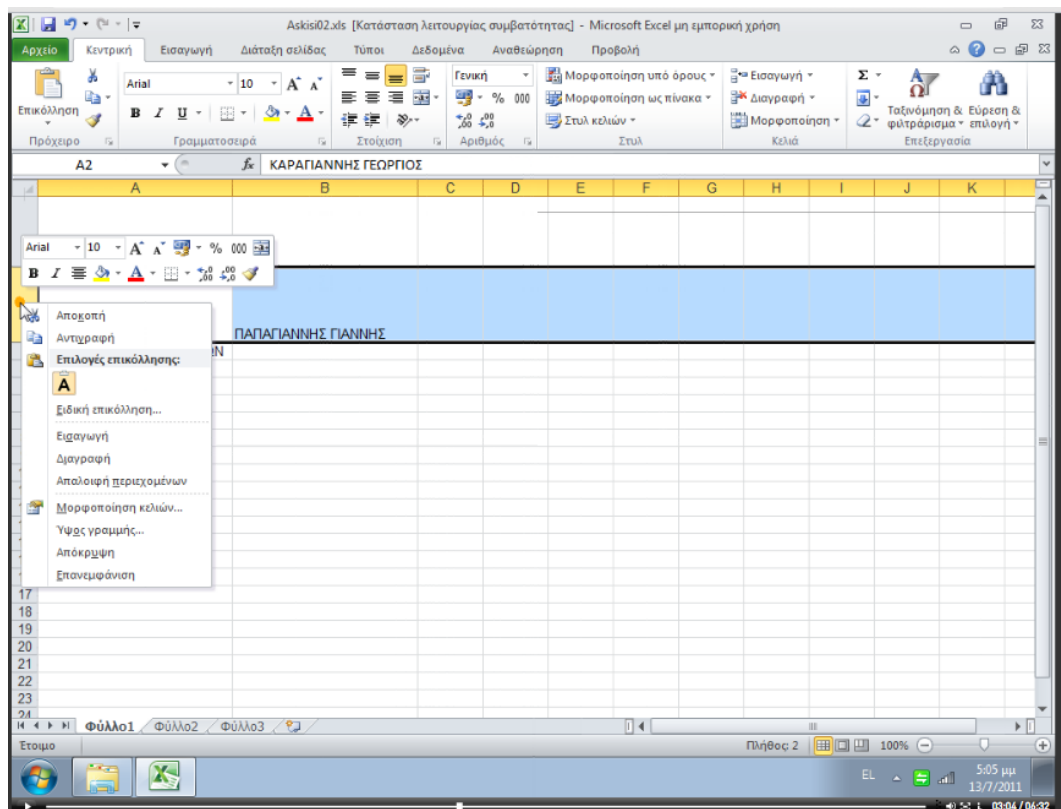 Askisi02.xls [Κατάσταση λειτουργίας συμβατότητας] - Microsoft Excel μη εμπορική χρήση
Αρχείο Κεντρική Εισαγωγή Διάταξη σελίδας Τύποι Δεδομένα Αναθεώρηση Προβολή
Επικόλληση
Arial 10
B I U
Γενική
% 000
Μορφοποίηση υπό όρους
Μορφοποίηση ως πίνακα
Στυλ κελιών
Εισαγωγή
Διαγραφή
Μορφοποίηση
Σ
Ταξινόμηση & φιλτράρισμα
Εύρεση & επιλογή
Πρόχειρο Γραμματοσειρά Στοίχιση Αριθμός Στυλ Κελιά Επεξεργασία
A2 fx ΚΑΡΑΓΙΑΝΝΗΣ ΓΕΩΡΓΙΟΣ
A B C D E F G H I J K
Arial 10 A A % 000
B I A
ΠΑΠΑΓΙΑΝΝΗΣ ΓΙΑΝΝΗΣ
Αποκοπή
Αντιγραφή
Επιλογές επικόλλησης:
A
Ειδική επικόλληση...
Εισαγωγή
Διαγραφή
Απαλοιφή περιεχομένων
Μορφοποίηση κελιών...
Ύψος γραμμής...
Απόκρυψη
Επανεμφάνιση
17
18
19
20
21
22
23
24
Φύλλο1 Φύλλο2 Φύλλο3
Έτοιμο Πλήθος: 2 100%
EL 5:05 μμ
13/7/2011
03:04 / 06:32